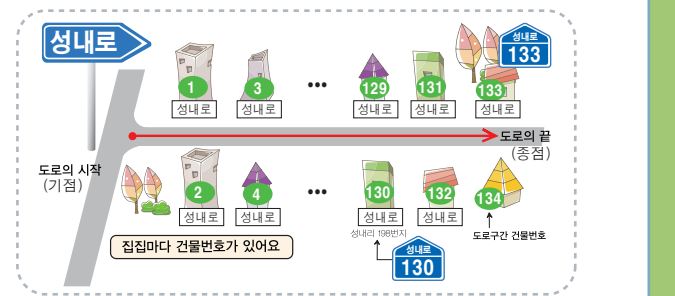 성내로
성내로
133
1
3
•••
129
131
133
성내로
성내로
성내로
성내로
성내로
도로의 끝
(종점)
도로의 시작
(기점)
2
4
•••
130
132
134
성내로
성내로
성내로
성내로
성내리 198번지
도로구간 건물번호
집집마다 건물번호가 있어요
성내로
130